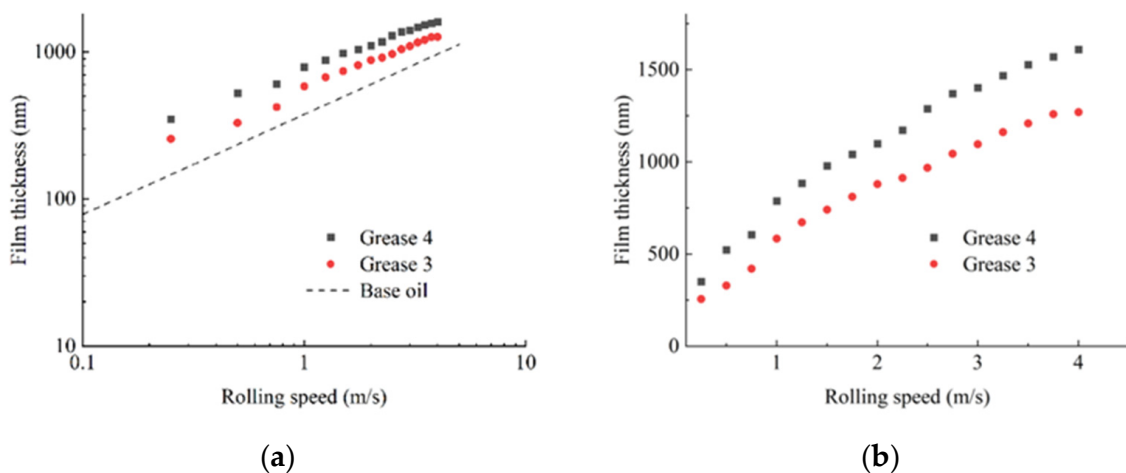 Film thickness (nm)
1000
100
10
Grease 4
Grease 3
Base oil
0.1
1
10
Rolling speed (m/s)
(a)
Film thickness (nm)
1500
1000
500
0
Grease 4
Grease 3
1
2
3
4
Rolling speed (m/s)
(b)